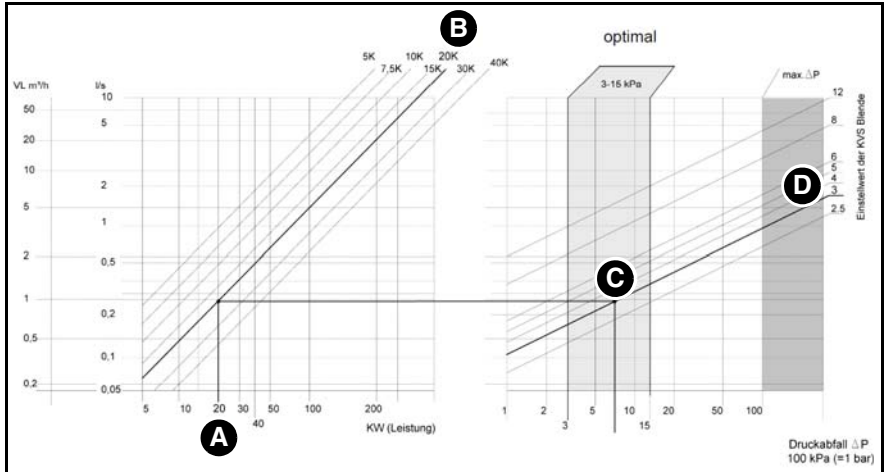 B
optimal
5K 10K 20K 40K
7,5K 15K 30K
3-15 kPa
max. ΔP
VL m³/h
l/s
50
20
10
5
2
1
0,5
0,2
10
5
2
1
0,5
0,2
0,1
0,05
5 10 20 30 50 100 200
40
KW (Leistung)
A
12
8
6
5
4
3
2.5
Einstellwert der KVS Blende
D
C
1 2 5 10 20 50 100
3 15
Druckabfall ΔP
100 kPa (=1 bar)